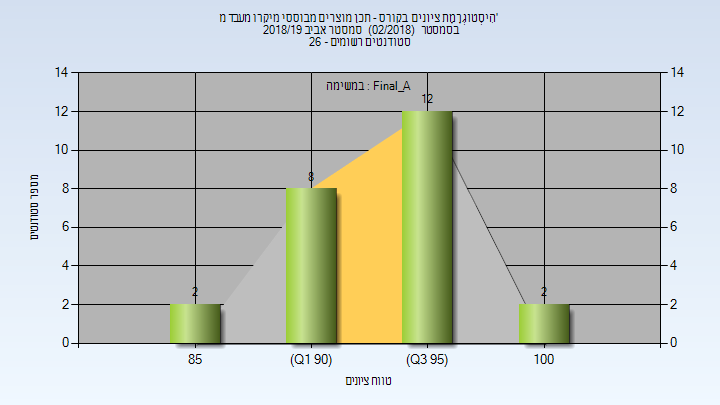 היסטוגרמת ציונים בקורס - תכן מוצרים מבוססי מיקרו מעבד מ'
בסמסטר (02/2018) סמסטר אביב 2018/19
סטודנטים רשומים - 26
במשימה : Final_A
מספר סטודנטים
14 14
12 12
10 10
8 8
6 6
4 4
2 2
0 0
2 8 12 2
85 (Q1 90) (Q3 95) 100
טווח ציונים